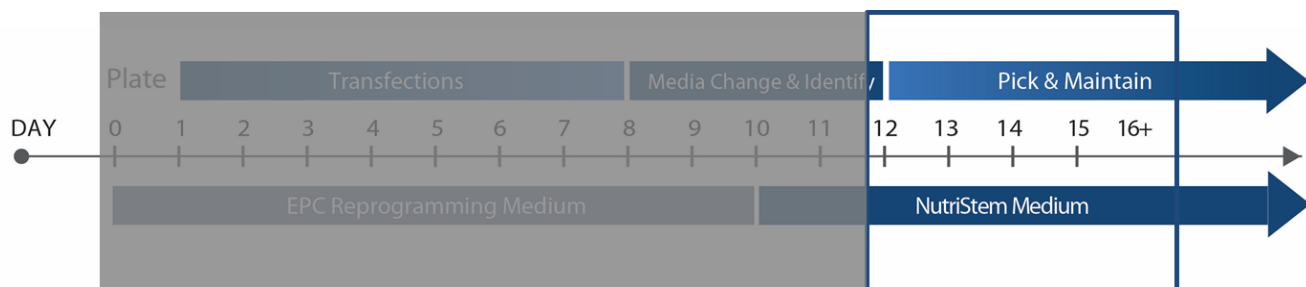 Plate Transfections Media Change & Identify Pick & Maintain
DAY 0 1 2 3 4 5 6 7 8 9 10 11 12 13 14 15 16+
EPC Reprogramming Medium NutriStem Medium